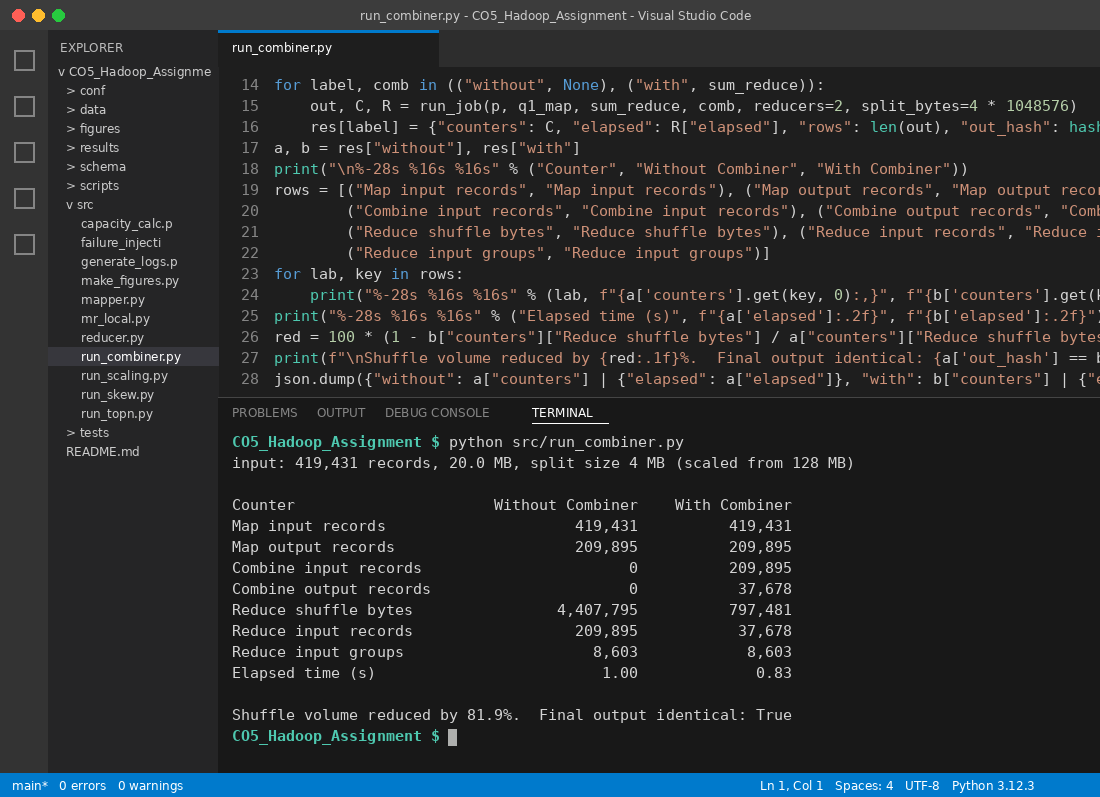 run_combiner.py - CO5_Hadoop_Assignment - Visual Studio Code
EXPLORER
v CO5_Hadoop_Assignme
> conf
> data
> figures
> results
> schema
> scripts
v src
capacity_calc.p
failure_injecti
generate_logs.p
make_figures.py
mapper.py
mr_local.py
reducer.py
run_combiner.py
run_scaling.py
run_skew.py
run_topn.py
> tests
README.md
run_combiner.py
14 for label, comb in (("without", None), ("with", sum_reduce)):
15     out, C, R = run_job(p, q1_map, sum_reduce, comb, reducers=2, split_bytes=4 * 1048576)
16     res[label] = {"counters": C, "elapsed": R["elapsed"], "rows": len(out), "out_hash": hash
17 a, b = res["without"], res["with"]
18 print("\n%-28s %16s %16s" % ("Counter", "Without Combiner", "With Combiner"))
19 rows = [("Map input records", "Map input records"), ("Map output records", "Map output recor
20         ("Combine input records", "Combine input records"), ("Combine output records", "Comb
21         ("Reduce shuffle bytes", "Reduce shuffle bytes"), ("Reduce input records", "Reduce i
22         ("Reduce input groups", "Reduce input groups")]
23 for lab, key in rows:
24     print("%-28s %16s %16s" % (lab, f"{a['counters'].get(key, 0):,}", f"{b['counters'].get(k
25 print("%-28s %16s %16s" % ("Elapsed time (s)", f"{a['elapsed']:.2f}", f"{b['elapsed']:.2f}")
26 red = 100 * (1 - b["counters"]["Reduce shuffle bytes"] / a["counters"]["Reduce shuffle bytes
27 print(f"\nShuffle volume reduced by {red:.1f}%.  Final output identical: {a['out_hash'] == b
28 json.dump({"without": a["counters"] | {"elapsed": a["elapsed"]}, "with": b["counters"] | {"e
PROBLEMS OUTPUT DEBUG CONSOLE TERMINAL
CO5_Hadoop_Assignment $ python src/run_combiner.py
input: 419,431 records, 20.0 MB, split size 4 MB (scaled from 128 MB)
Counter Without Combiner With Combiner
Map input records 419,431 419,431
Map output records 209,895 209,895
Combine input records 0 209,895
Combine output records 0 37,678
Reduce shuffle bytes 4,407,795 797,481
Reduce input records 209,895 37,678
Reduce input groups 8,603 8,603
Elapsed time (s) 1.00 0.83
Shuffle volume reduced by 81.9%.  Final output identical: True
CO5_Hadoop_Assignment $
main* 0 errors 0 warnings Ln 1, Col 1 Spaces: 4 UTF-8 Python 3.12.3